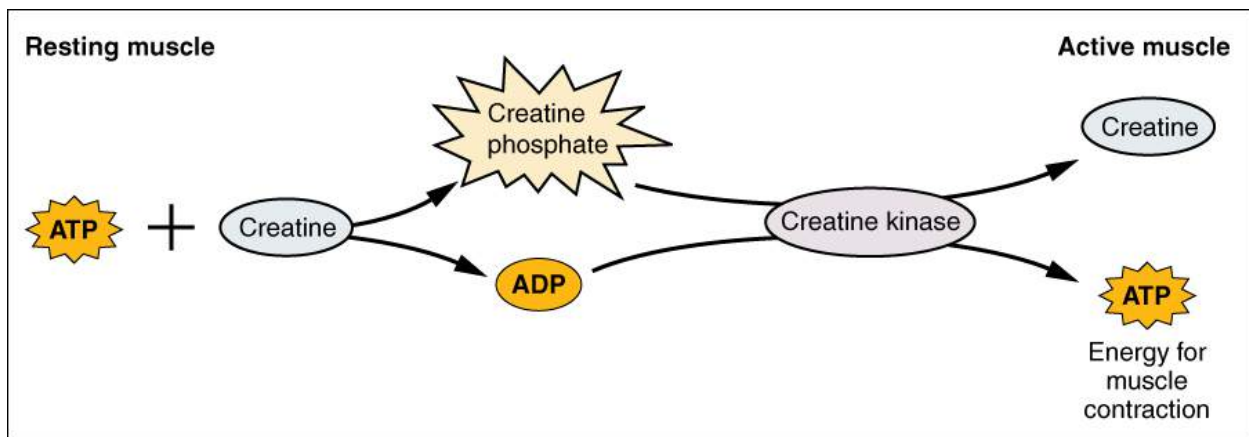 Resting muscle
Active muscle
Creatine
phosphate
Creatine
ATP
+
Creatine
Creatine kinase
ADP
ATP
Energy for
muscle
contraction